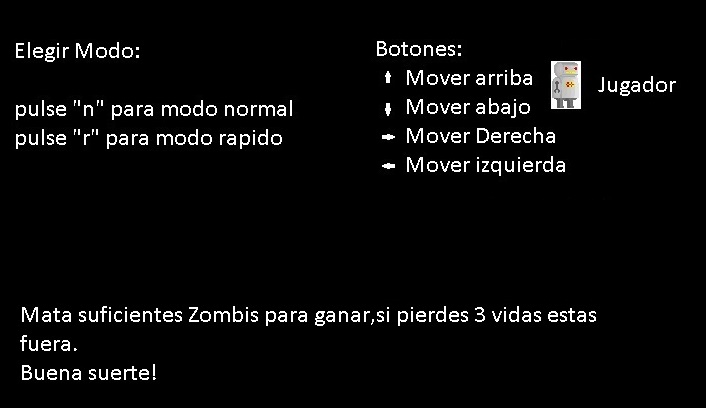 Elegir Modo:
pulse "n" para modo normal
pulse "r" para modo rapido
Botones:
Mover arriba
Mover abajo
Mover Derecha
Mover izquierda
Jugador
Mata suficientes Zombis para ganar,si pierdes 3 vidas estas
fuera.
Buena suerte!